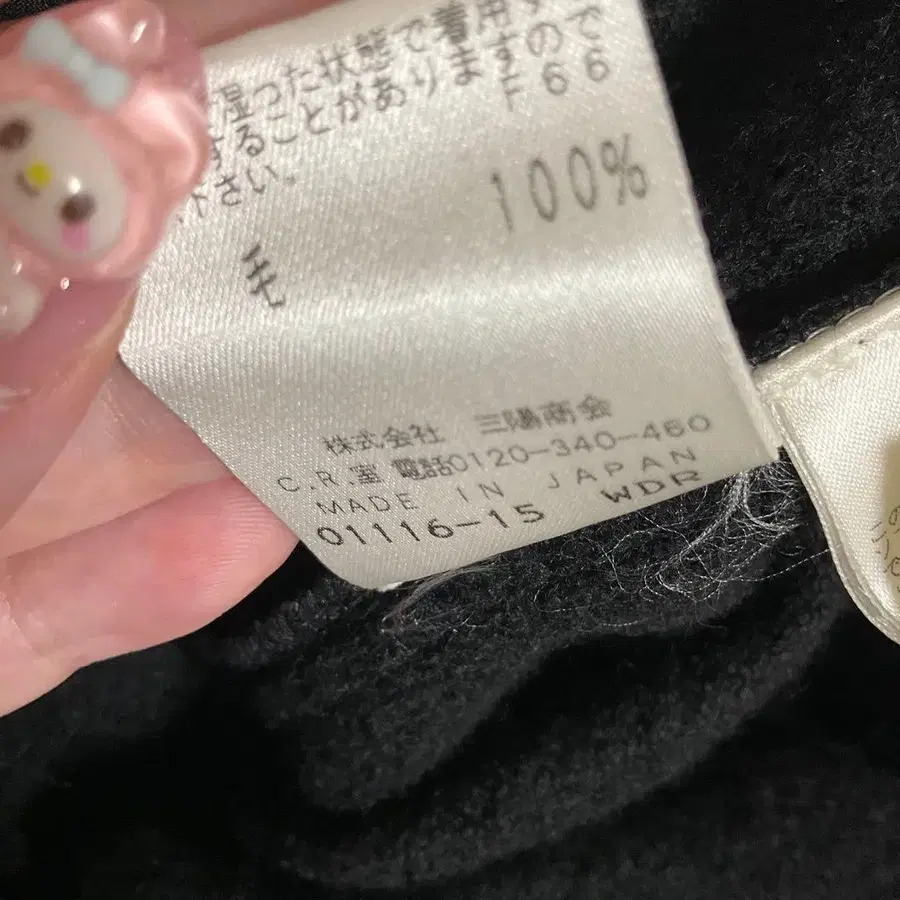 湿った状態で着用す
することがありますので
下さい。 F66
毛 100%
株式会社 三陽商会
C.R.室 電話0120-340-460
MADE IN JAPAN
01116-15 WDR